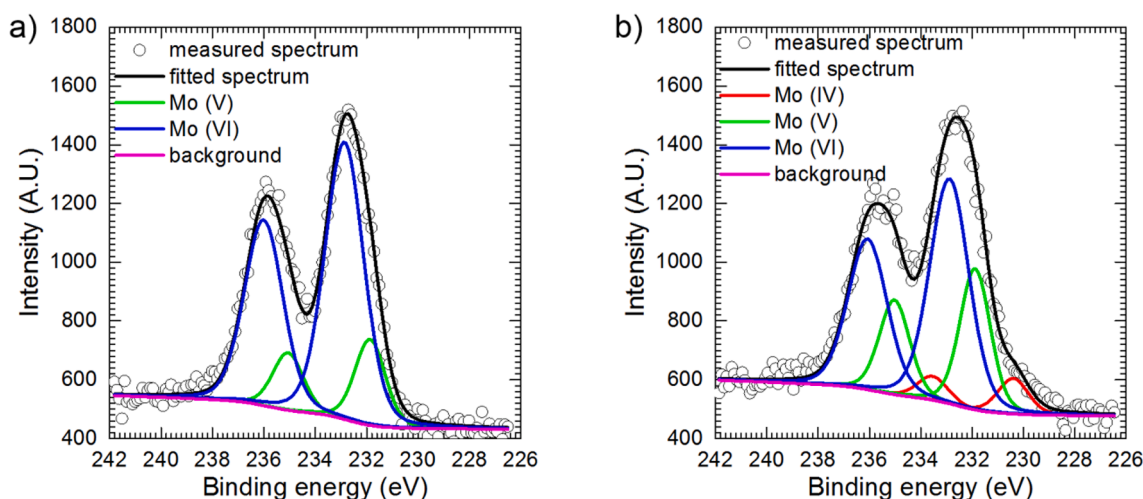 a)
1800
1600
1400
1200
1000
800
600
400
Intensity (A.U.)
measured spectrum
fitted spectrum
Mo (V)
Mo (VI)
background
242 240 238 236 234 232 230 228 226
Binding energy (eV)
b)
1800
1600
1400
1200
1000
800
600
400
Intensity (A.U.)
measured spectrum
fitted spectrum
Mo (IV)
Mo (V)
Mo (VI)
background
242 240 238 236 234 232 230 228 226
Binding energy (eV)